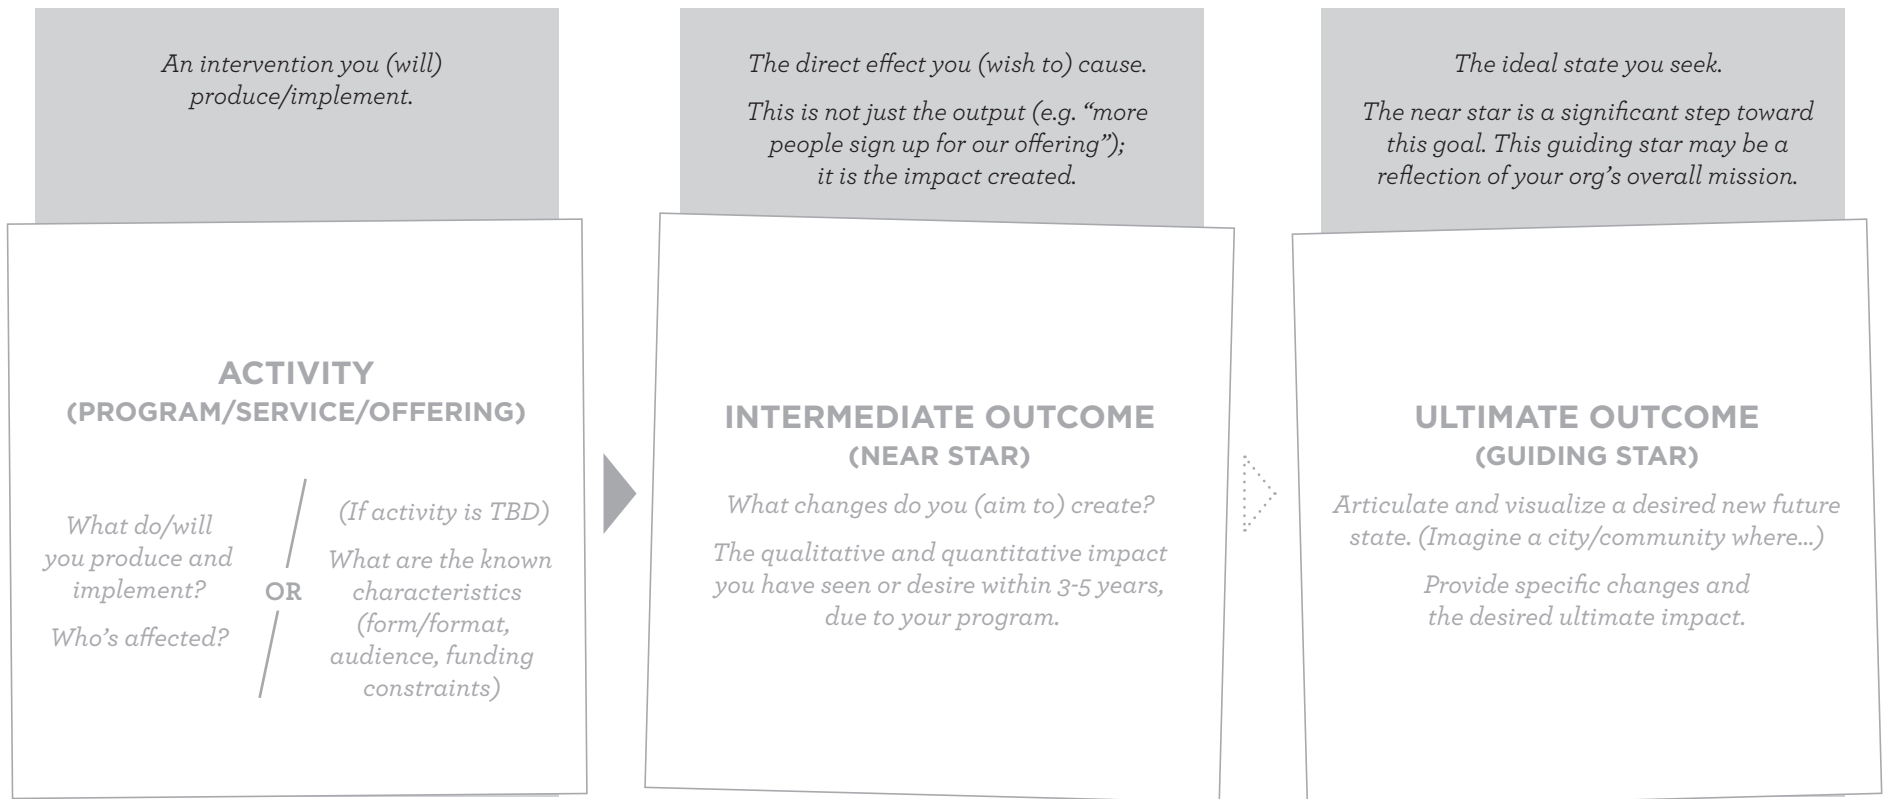 An intervention you (will)
produce/implement.
ACTIVITY
(PROGRAM/SERVICE/OFFERING)
What do/will
you produce and
implement?
Who’s affected?
OR
(If activity is TBD)
What are the known
characteristics
(form/format,
audience, funding
constraints)
The direct effect you (wish to) cause.
This is not just the output (e.g. “more
people sign up for our offering”);
it is the impact created.
INTERMEDIATE OUTCOME
(NEAR STAR)
What changes do you (aim to) create?
The qualitative and quantitative impact
you have seen or desire within 3-5 years,
due to your program.
The ideal state you seek.
The near star is a significant step toward
this goal. This guiding star may be a
reflection of your org’s overall mission.
ULTIMATE OUTCOME
(GUIDING STAR)
Articulate and visualize a desired new future
state. (Imagine a city/community where...)
Provide specific changes and
the desired ultimate impact.